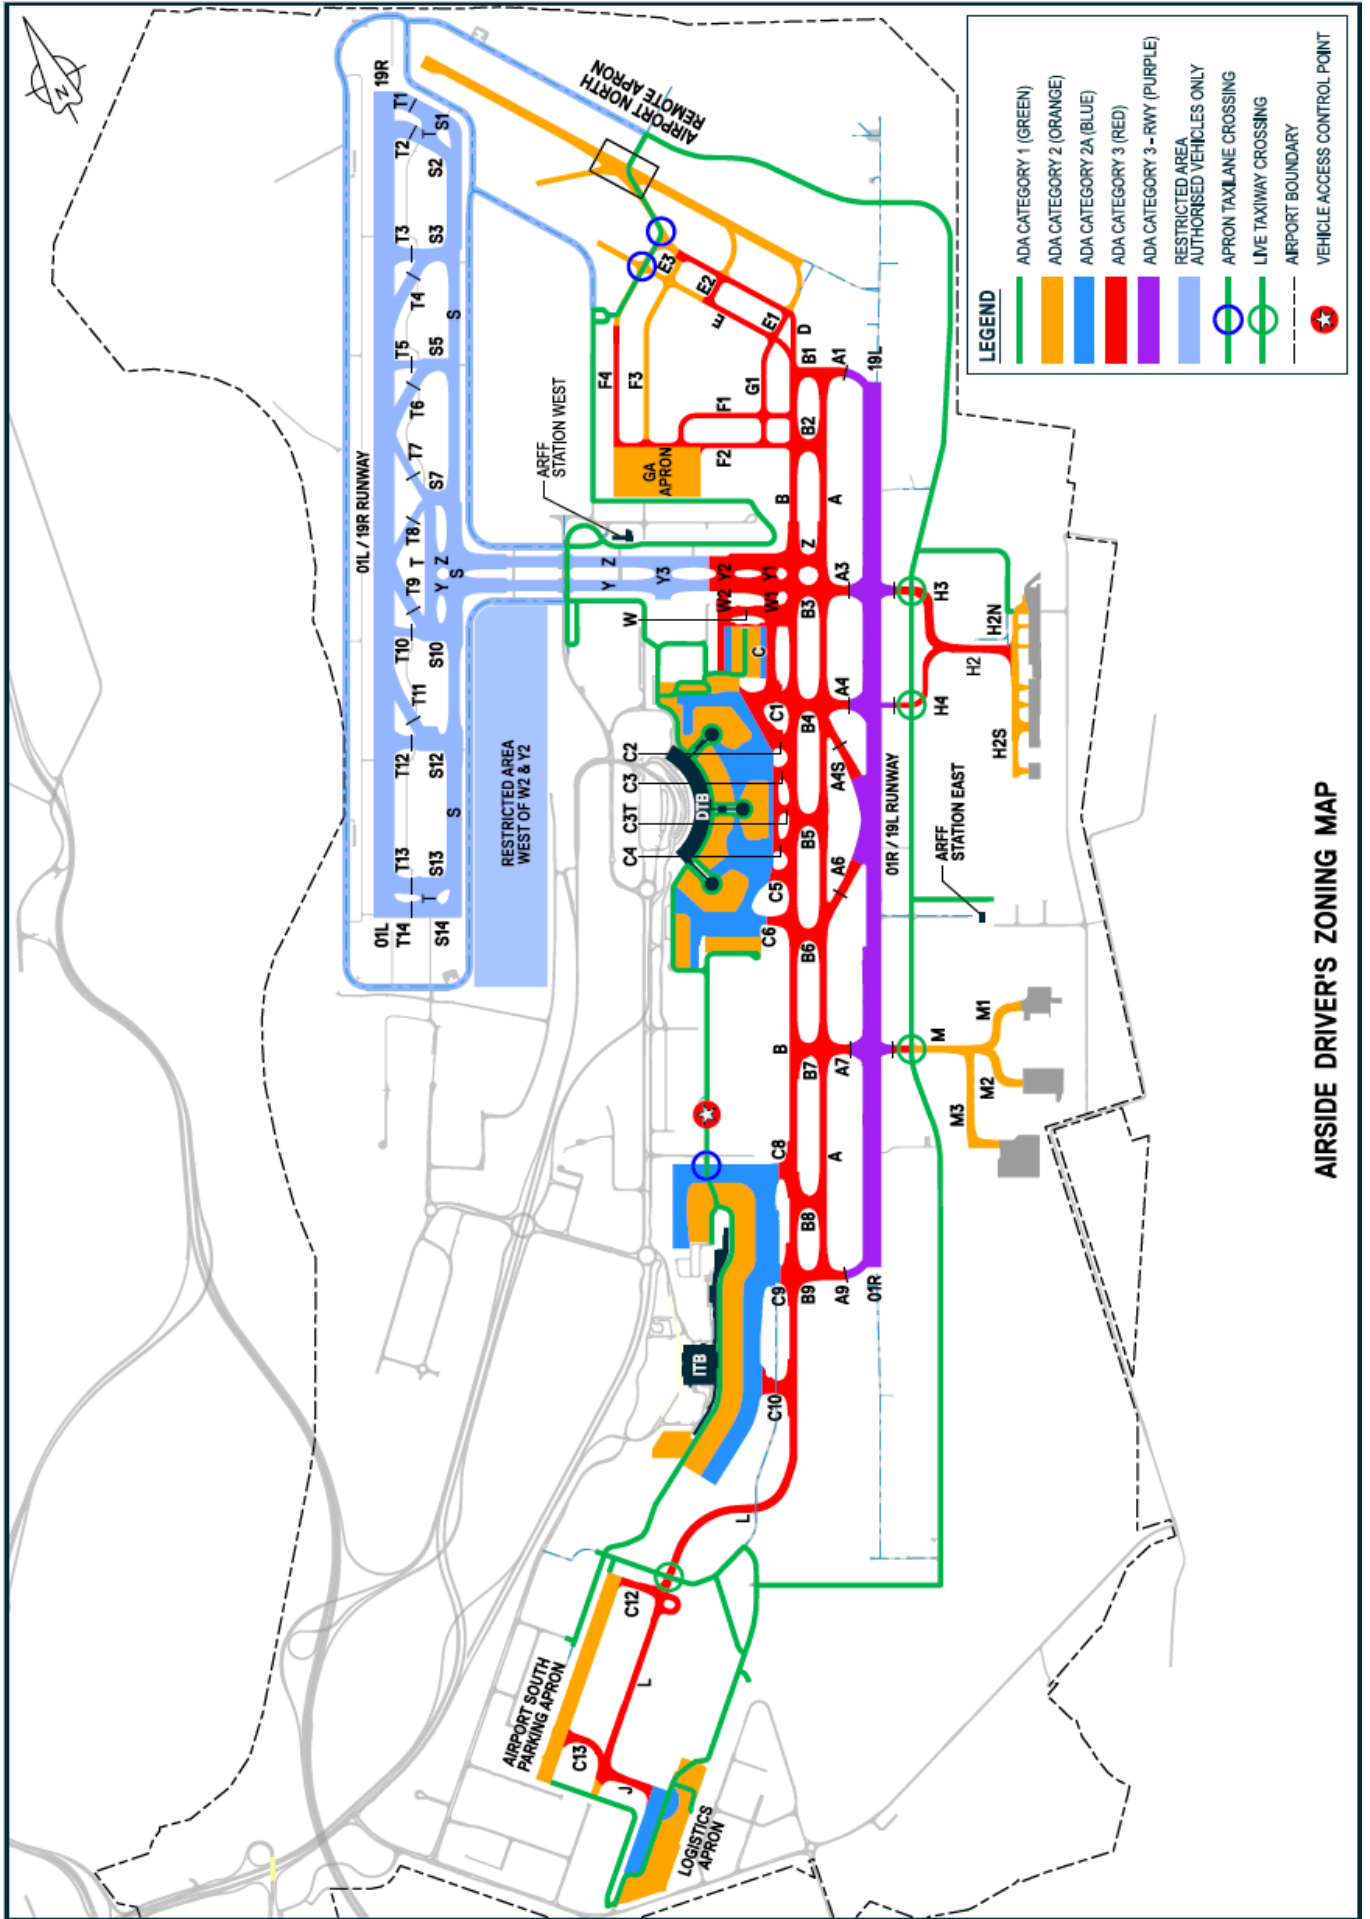 AIRSIDE DRIVER'S ZONING MAP
LEGEND
ADA CATEGORY 1 (GREEN)
ADA CATEGORY 2 (ORANGE)
ADA CATEGORY 2A (BLUE)
ADA CATEGORY 3 (RED)
ADA CATEGORY 3 - RWY (PURPLE)
RESTRICTED AREA
AUTHORISED VEHICLES ONLY
APRON TAXILANE CROSSING
LIVE TAXIWAY CROSSING
AIRPORT BOUNDARY
VEHICLE ACCESS CONTROL POINT
N
01L / 19R RUNWAY
19R
T1
T2
T
S1
S2
T3
S3
T4
S
T5
S5
T6
T7
S7
T8
T
Z
S
Y
T9
T10
S10
T11
T12
S12
S
T13
S13
T
01L
T14
S14
RESTRICTED AREA
WEST OF W2 & Y2
AIRPORT NORTH
REMOTE APRON
E3
E2
E
E1
D
F4
F3
G1
F1
F2
GA
APRON
ARFF
STATION WEST
B1
A1
19L
B2
B
A
Z
Z
Y
Y3
Y2
Y1
W
W2
W1
A3
B3
C
C1
A4
B4
C2
C3
C3T
C4
DTB
A4S
B5
A6
C5
C6
B6
01R / 19L RUNWAY
ARFF
STATION EAST
H3
H2N
H2
H4
H2S
B
B7
A7
M
M1
M2
M3
C8
A
B8
C9
B9
A9
01R
ITB
C10
L
C12
AIRPORT SOUTH
PARKING APRON
L
C13
J
LOGISTICS
APRON